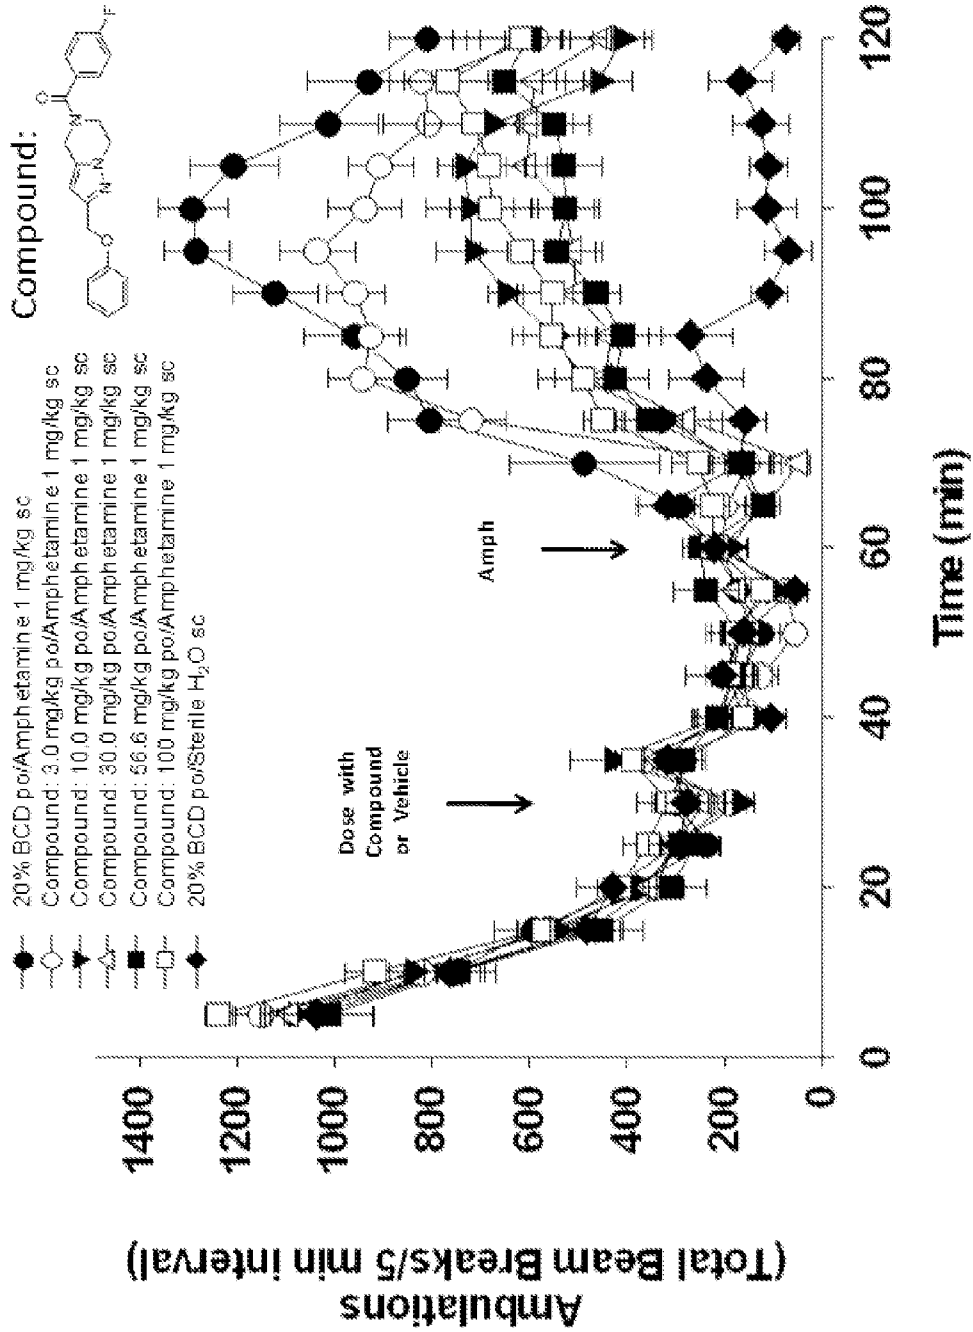 20% BCD po/Amphetamine 1 mg/kg sc
Compound: 3.0 mg/kg po/Amphetamine 1 mg/kg sc
Compound: 10.0 mg/kg po/Amphetamine 1 mg/kg sc
Compound: 30.0 mg/kg po/Amphetamine 1 mg/kg sc
Compound: 56.6 mg/kg po/Amphetamine 1 mg/kg sc
Compound: 100 mg/kg po/Amphetamine 1 mg/kg sc
20% BCD po/Sterile H₂O sc
Compound:
O
N
F
N
N
O
Dose with
Compound
or Vehicle
Amph
Ambulations
(Total Beam Breaks/5 min interval)
1400
1200
1000
800
600
400
200
0
0
20
40
60
80
100
120
Time (min)